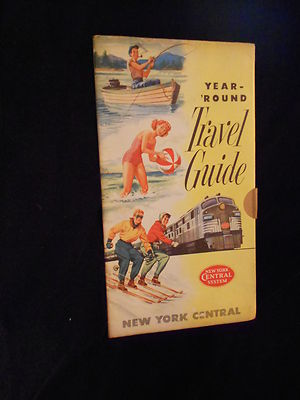 YEAR-
'ROUND
Travel
Guide
NEW YORK
CENTRAL
SYSTEM
NEW YORK CENTRAL